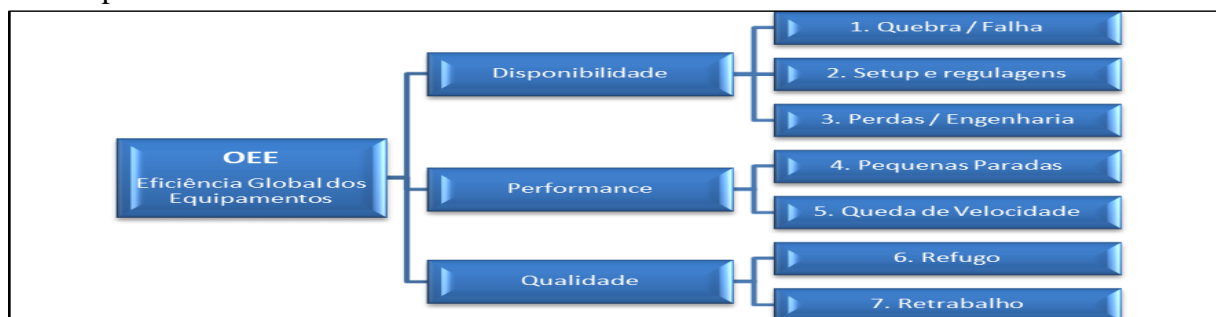 1. Quebra / Falha
Disponibilidade
2. Setup e regulagens
3. Perdas / Engenharia
OEE
Eficiência Global dos
Equipamentos
Performance
4. Pequenas Paradas
5. Queda de Velocidade
Qualidade
6. Refugo
7. Retrabalho